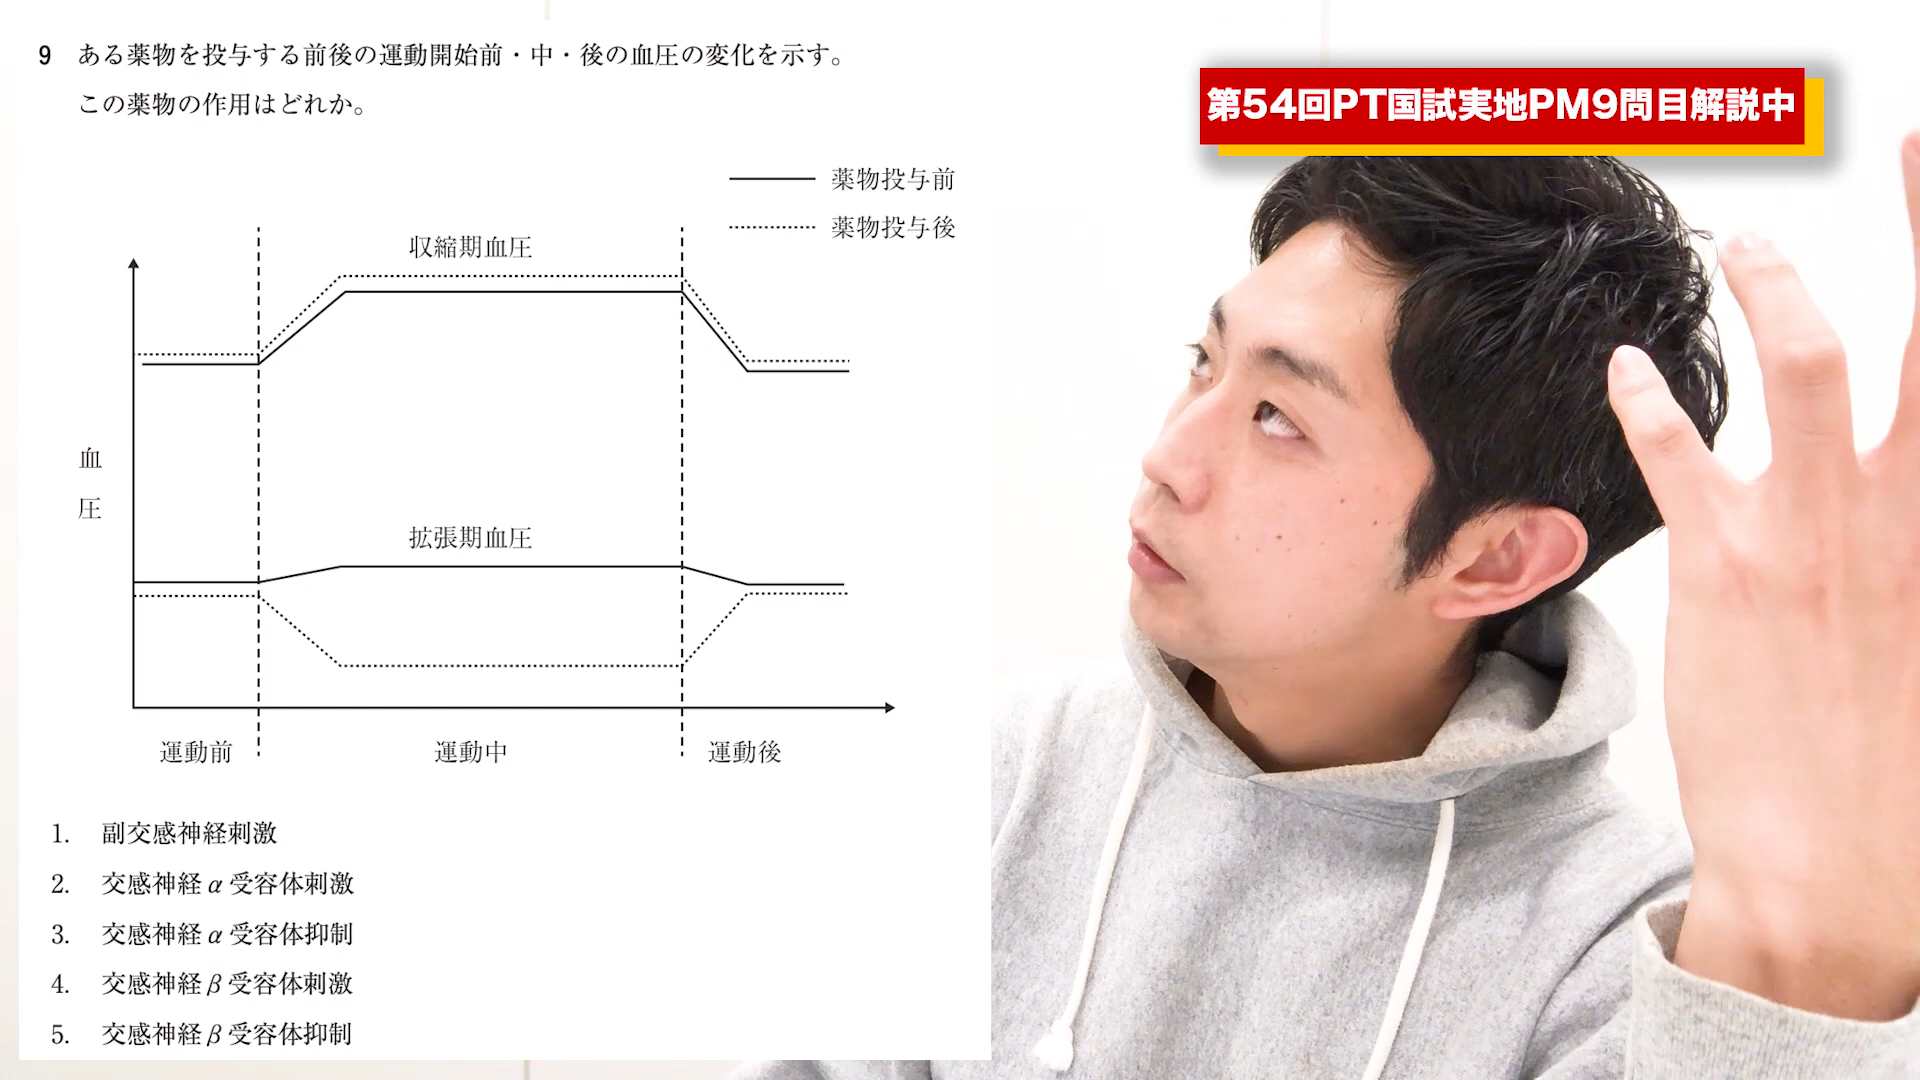 9 ある薬物を投与する前後の運動開始前・中・後の血圧の変化を示す。
この薬物の作用はどれか。
第54回PT国試実地PM9問目解説中
薬物投与前
薬物投与後
収縮期血圧
血圧
拡張期血圧
運動前 運動中 運動後
1. 副交感神経刺激
2. 交感神経α受容体刺激
3. 交感神経α受容体抑制
4. 交感神経β受容体刺激
5. 交感神経β受容体抑制